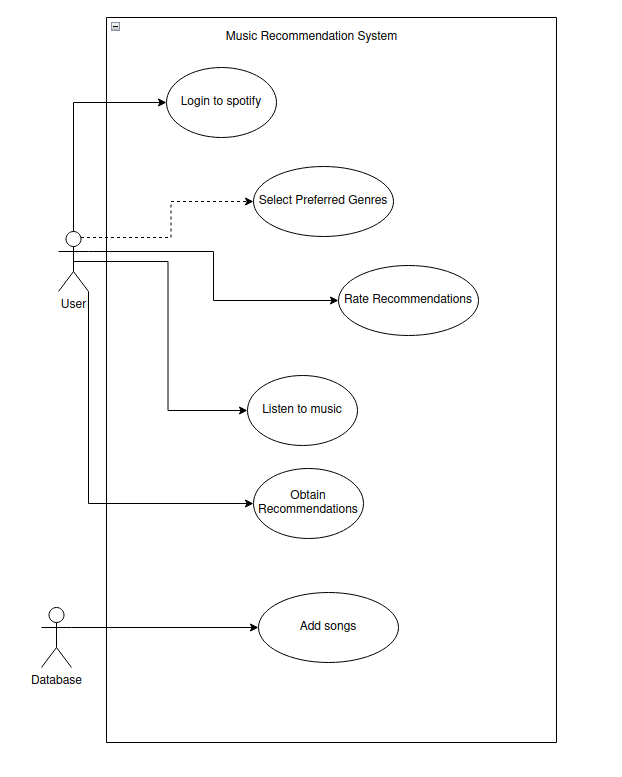 Music Recommendation System
Login to spotify
Select Preferred Genres
Rate Recommendations
User
Listen to music
Obtain
Recommendations
Add songs
Database